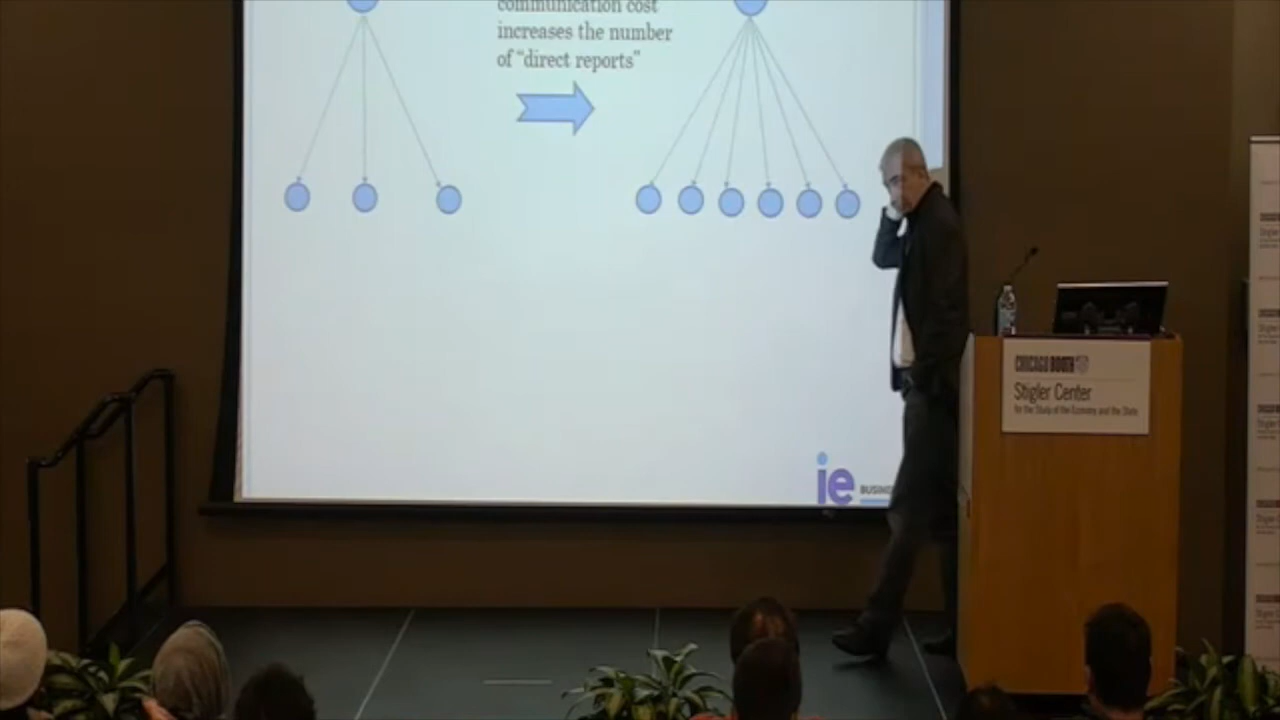 communication cost
increases the number
of “direct reports”
CHICAGO BOOTH
Stigler Center
for the Study of the Economy and the State
ie